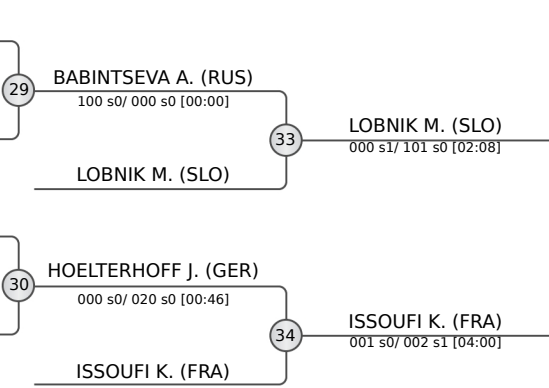 BABINTSEVA A. (RUS)
29
100 s0/ 000 s0 [00:00]
LOBNIK M. (SLO)
33
000 s1/ 101 s0 [02:08]
LOBNIK M. (SLO)
HOELTERHOFF J. (GER)
30
000 s0/ 020 s0 [00:46]
ISSOUFI K. (FRA)
34
001 s0/ 002 s1 [04:00]
ISSOUFI K. (FRA)